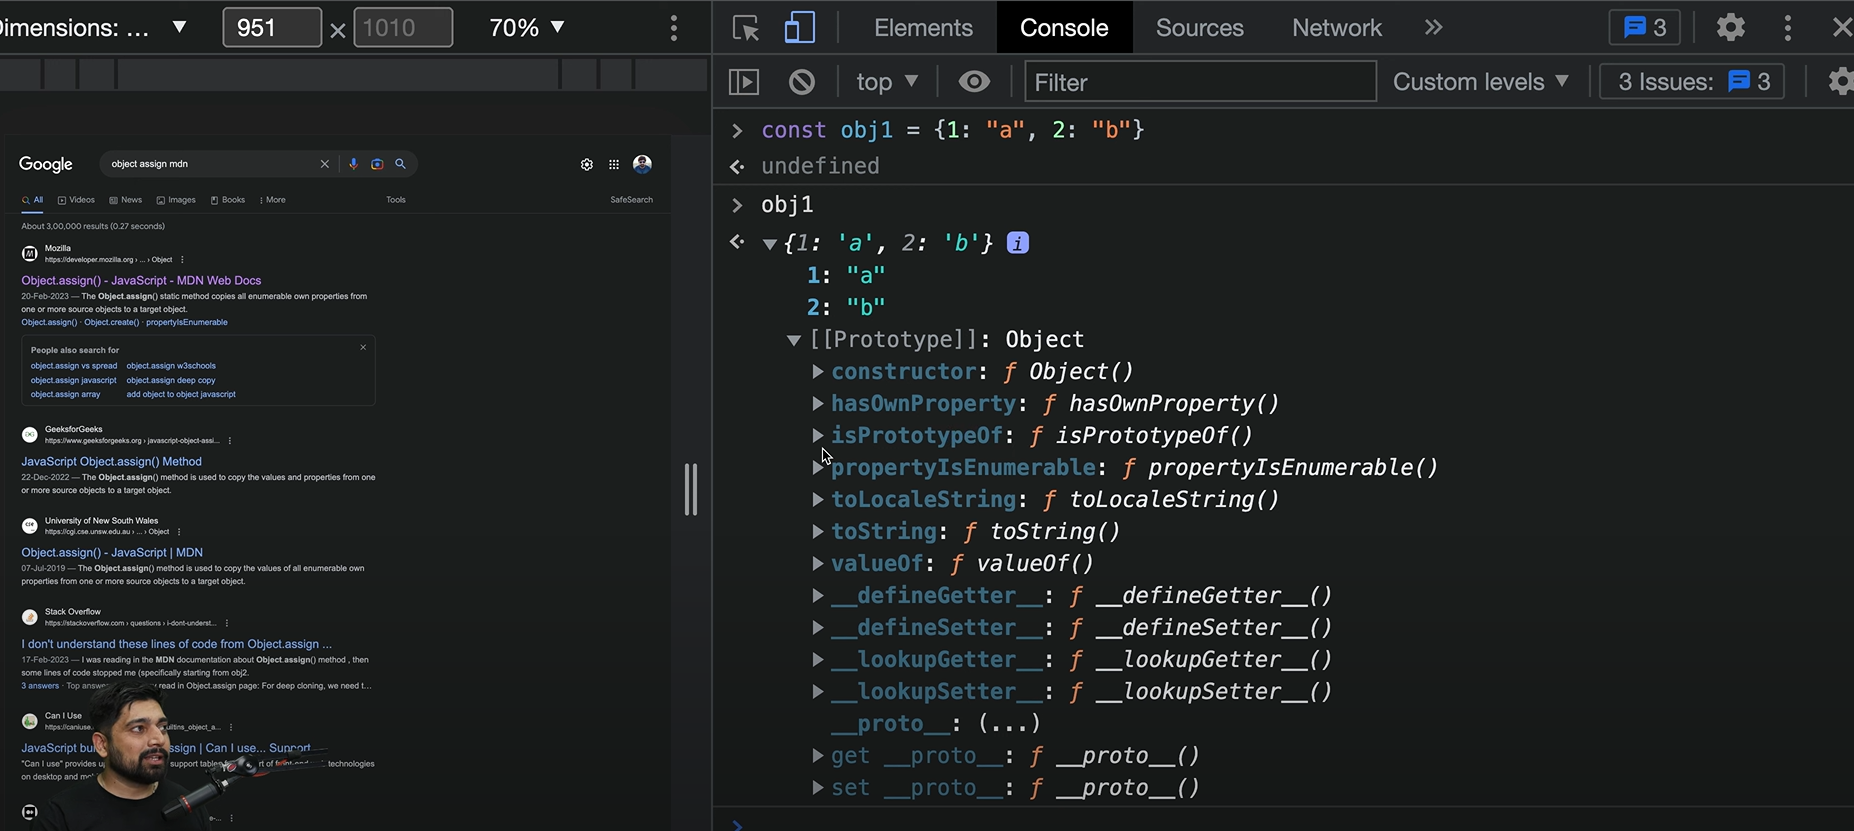 Dimensions: ...
951
×
1010
70%
Elements
Console
Sources
Network
3
top
Filter
Custom levels
3 Issues:
3
Google
object assign mdn
All
Videos
News
Images
Books
More
Tools
SafeSearch
About 3,00,000 results (0.27 seconds)
Mozilla
https://developer.mozilla.org › ... › Object
Object.assign() - JavaScript - MDN Web Docs
20-Feb-2023 — The Object.assign() static method copies all enumerable own properties from
one or more source objects to a target object.
Object.assign() · Object.create() · propertyIsEnumerable
People also search for
object.assign vs spread
object.assign w3schools
object.assign javascript
object.assign deep copy
object.assign array
add object to object javascript
GeeksforGeeks
https://www.geeksforgeeks.org › javascript-object-assi...
JavaScript Object.assign() Method
22-Dec-2022 — The Object.assign() method is used to copy the values and properties from one
or more source objects to a target object.
University of New South Wales
https://cgi.cse.unsw.edu.au › ... › Object
Object.assign() - JavaScript | MDN
07-Jul-2019 — The Object.assign() method is used to copy the values of all enumerable own
properties from one or more source objects to a target object.
Stack Overflow
https://stackoverflow.com › questions › i-dont-underst...
I don't understand these lines of code from Object.assign ...
17-Feb-2023 — I was reading in the MDN documentation about Object.assign() method , then
some lines of code stopped me (specifically starting from obj2.
3 answers · Top answ read in Object.assign page: For deep cloning, we need t...
Can I Use
https://caniuse. uiltins_object_a...
JavaScript bu ssign | Can I use... Support
"Can I use" provides u support table technologies
on desktop and
const obj1 = {1: "a", 2: "b"}
undefined
obj1
{1: 'a', 2: 'b'} i
1: "a"
2: "b"
[[Prototype]]: Object
constructor: ƒ Object()
hasOwnProperty: ƒ hasOwnProperty()
isPrototypeOf: ƒ isPrototypeOf()
propertyIsEnumerable: ƒ propertyIsEnumerable()
toLocaleString: ƒ toLocaleString()
toString: ƒ toString()
valueOf: ƒ valueOf()
__defineGetter__: ƒ __defineGetter__()
__defineSetter__: ƒ __defineSetter__()
__lookupGetter__: ƒ __lookupGetter__()
__lookupSetter__: ƒ __lookupSetter__()
__proto__: (...)
get __proto__: ƒ __proto__()
set __proto__: ƒ __proto__()